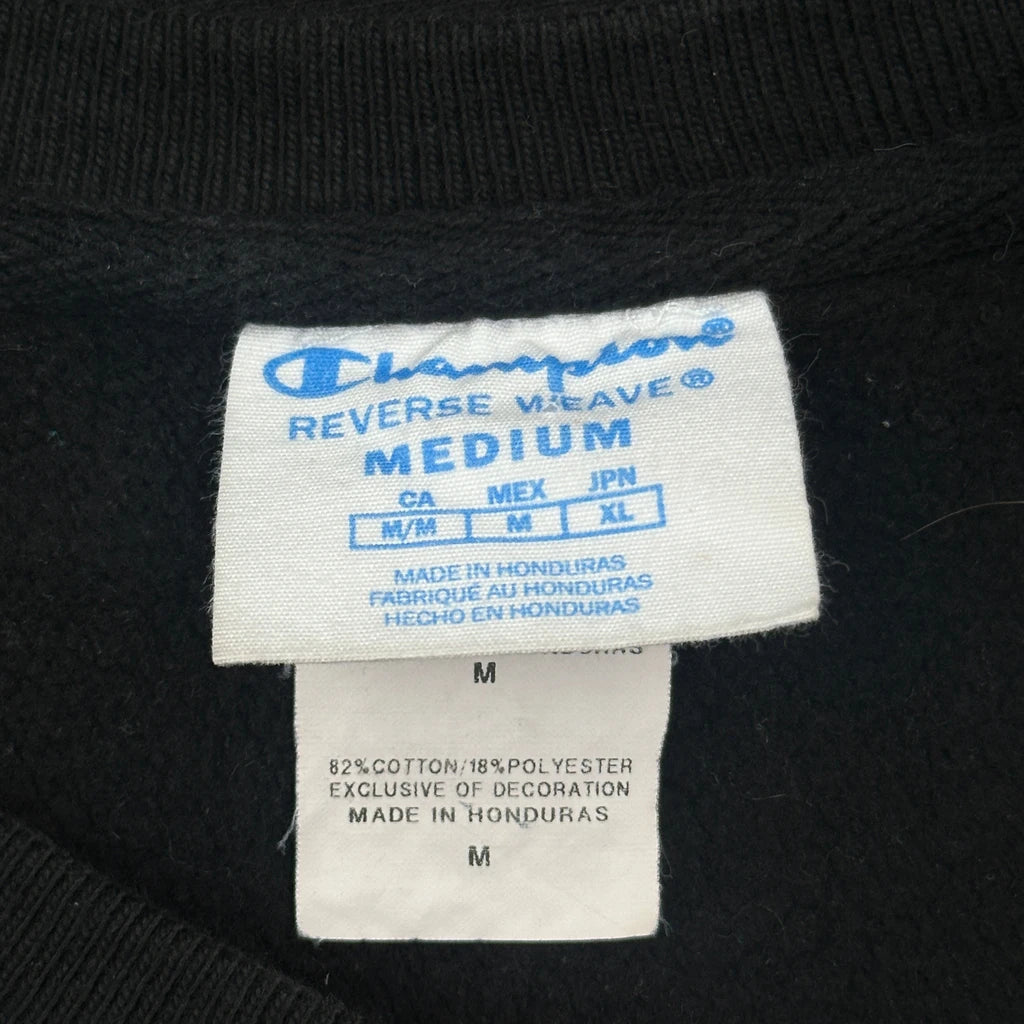 Champion®
REVERSE WEAVE®
MEDIUM
CA MEX JPN
M/M M XL
MADE IN HONDURAS
FABRIQUÉ AU HONDURAS
HECHO EN HONDURAS
M
82%COTTON/18%POLYESTER
EXCLUSIVE OF DECORATION
MADE IN HONDURAS
M